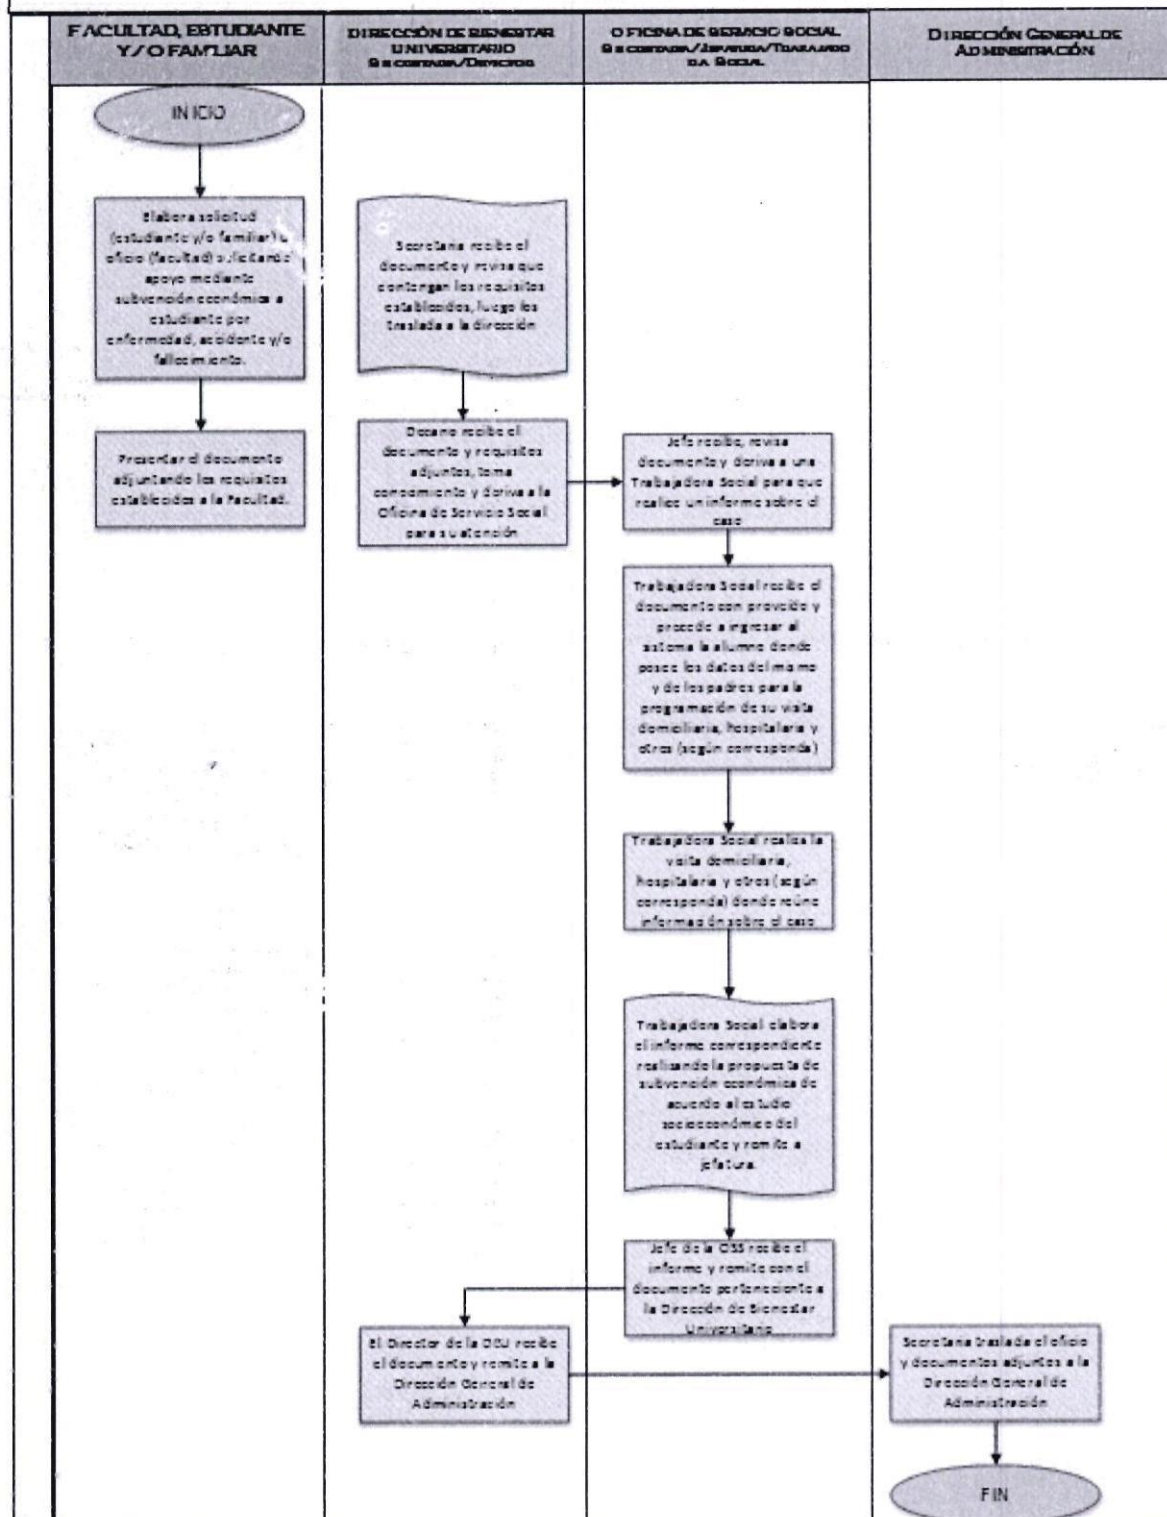 FACULTAD, ESTUDIANTE
Y/O FAMILIAR
DIRECCIÓN DE BIENESTAR
UNIVERSITARIO
SECRETARIA/DIRECTOR
OFICINA DE SERVICIO SOCIAL
SECRETARIA/JEFATURA/TRABAJADO
RA SOCIAL
DIRECCIÓN GENERAL DE
ADMINISTRACIÓN
INICIO
Elabora solicitud
(estudiante y/o familiar) u
oficio (facultad) solicitando
apoyo mediante
subvención económica a
estudiante por
enfermedad, accidente y/o
fallecimiento.
Presentar el documento
adjuntando los requisitos
establecidos a la Facultad.
Secretaria recibe el
documento y revisa que
contengan los requisitos
establecidos, luego los
traslada a la dirección
Decano recibe el
documento y requisitos
adjuntos, toma
conocimiento y deriva a la
Oficina de Servicio Social
para su atención
Jefe recibe, revisa
documento y deriva a una
Trabajadora Social para que
realice un informe sobre el
caso
Trabajadora Social recibe el
documento con proveido y
procede a ingresar al
sistema la alumno donde
posee los datos del mismo
y de los padres para la
programación de su visita
domiciliaria, hospitalaria y
otros (según corresponda)
Trabajadora Social realiza la
visita domiciliaria,
hospitalaria y otros (según
corresponda) donde reúne
información sobre el caso
Trabajadora Social elabora
el informe correspondiente
realizando la propuesta de
subvención económica de
acuerdo al estudio
socioeconómico del
estudiante y remite a
jefatura.
Jefe de la OSS recibe el
informe y remite con el
documento perteneciente a
la Dirección de Bienestar
Universitario
El Director de la DBU recibe
el documento y remite a la
Dirección General de
Administración
Secretaria traslada el oficio
y documentos adjuntos a la
Dirección General de
Administración
FIN